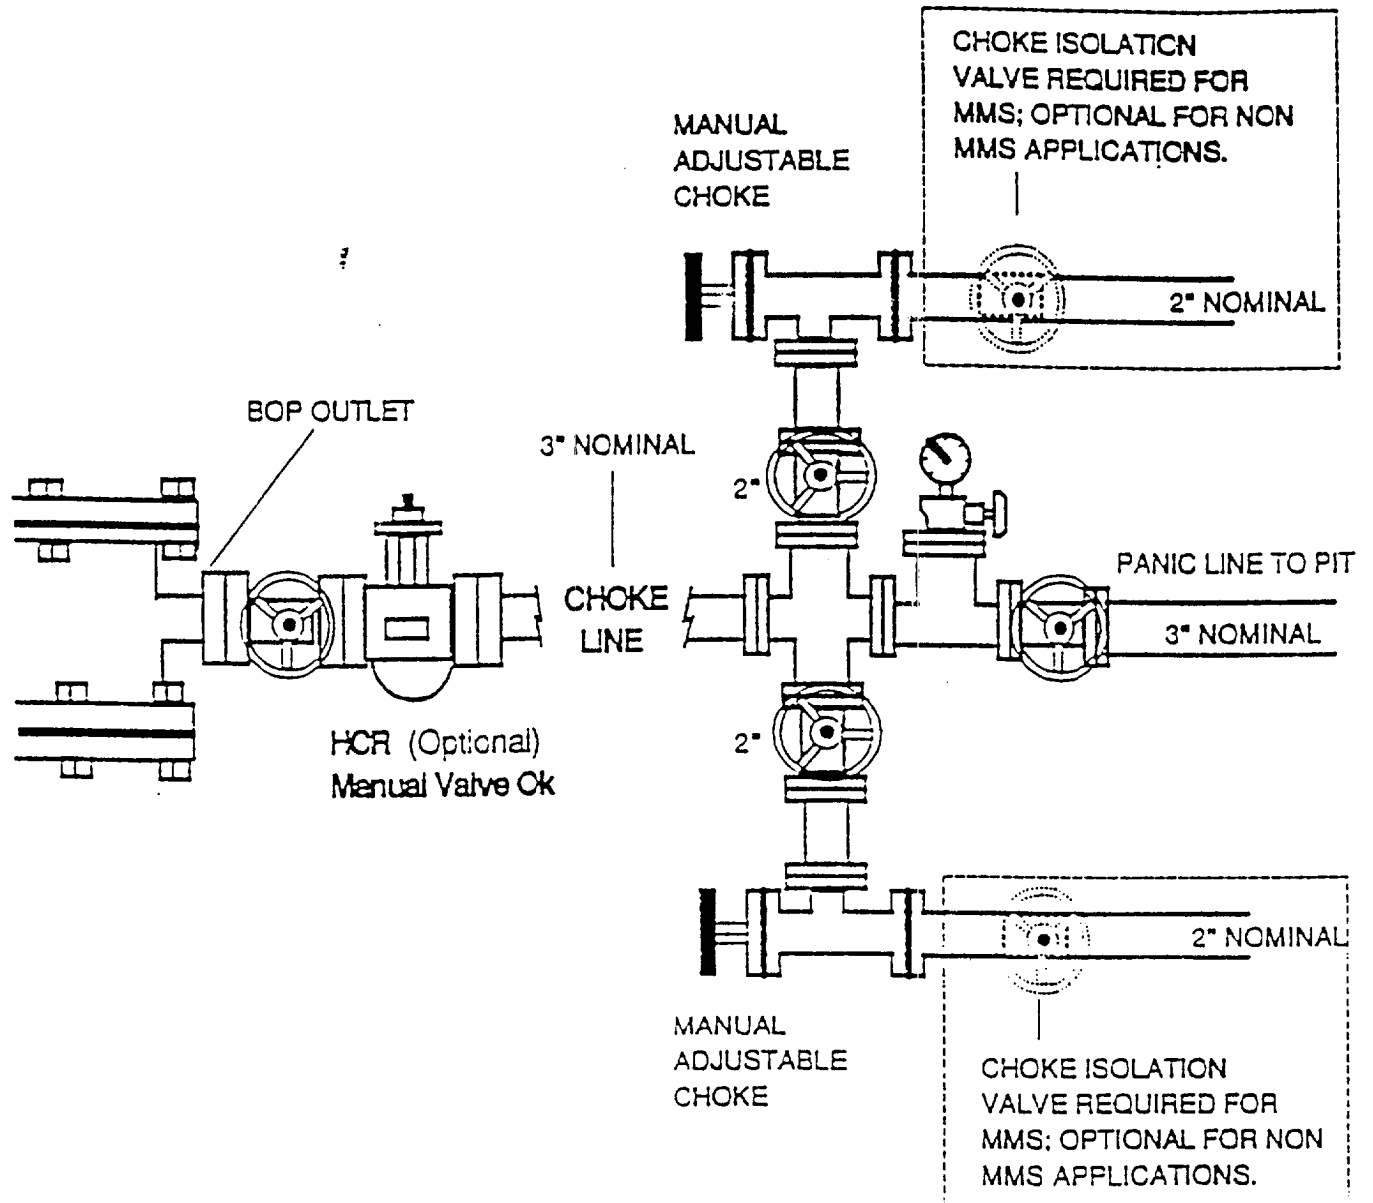 CHOKE ISOLATION
VALVE REQUIRED FOR
MMS; OPTIONAL FOR NON
MMS APPLICATIONS.
MANUAL
ADJUSTABLE
CHOKE
2" NOMINAL
BOP OUTLET
3" NOMINAL
2"
PANIC LINE TO PIT
CHOKE
LINE
3" NOMINAL
HCR (Optional)
Manual Valve Ok
2"
2" NOMINAL
MANUAL
ADJUSTABLE
CHOKE
CHOKE ISOLATION
VALVE REQUIRED FOR
MMS; OPTIONAL FOR NON
MMS APPLICATIONS.